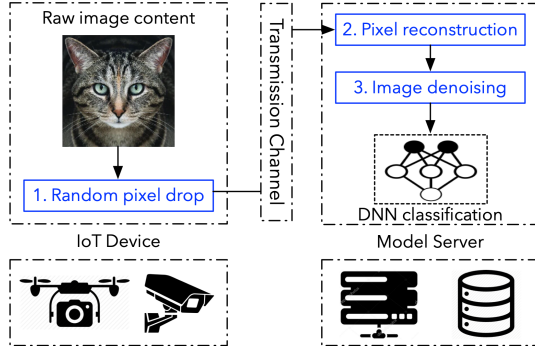 Raw image content
1. Random pixel drop
IoT Device
Transmission Channel
2. Pixel reconstruction
3. Image denoising
DNN classification
Model Server